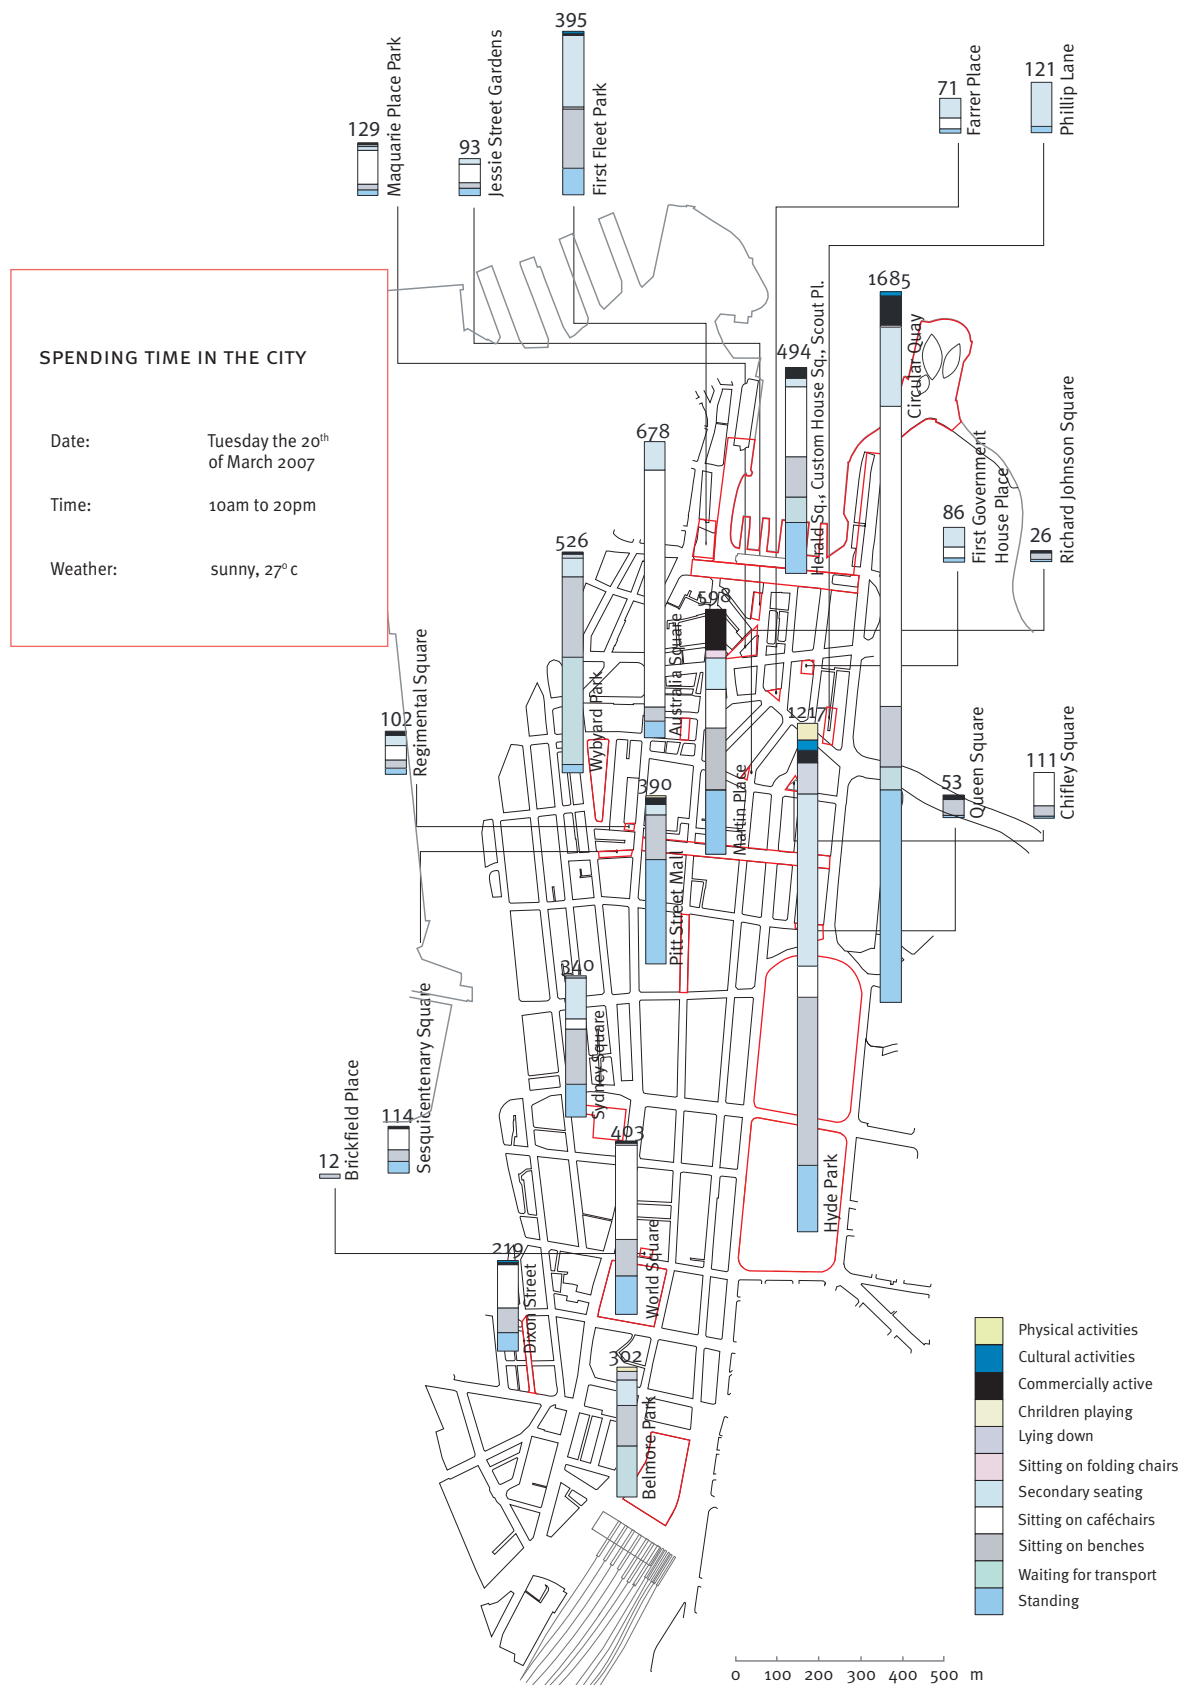 395
Maquarie Place Park
Jessie Street Gardens
First Fleet Park
129
93
71
Farrer Place
121
Phillip Lane
SPENDING TIME IN THE CITY
Date: Tuesday the 20th
of March 2007
Time: 10am to 20pm
Weather: sunny, 27° c
1685
Circular Quay
494
Herald Sq., Custom House Sq., Scout Pl.
678
Australia Square
526
Wybyard Park
598
Martin Plase
86
First Government
House Place
26
Richard Johnson Square
102
Regimental Square
1217
Hyde Park
390
Pitt Street Mall
53
Queen Square
111
Chifley Square
340
Sydney Square
114
Sesquicentenary Square
12
Brickfield Place
403
World Square
219
Dixon Street
302
Belmore Park
Physical activities
Cultural activities
Commercially active
Chrildren playing
Lying down
Sitting on folding chairs
Secondary seating
Sitting on caféchairs
Sitting on benches
Waiting for transport
Standing
0 100 200 300 400 500 m